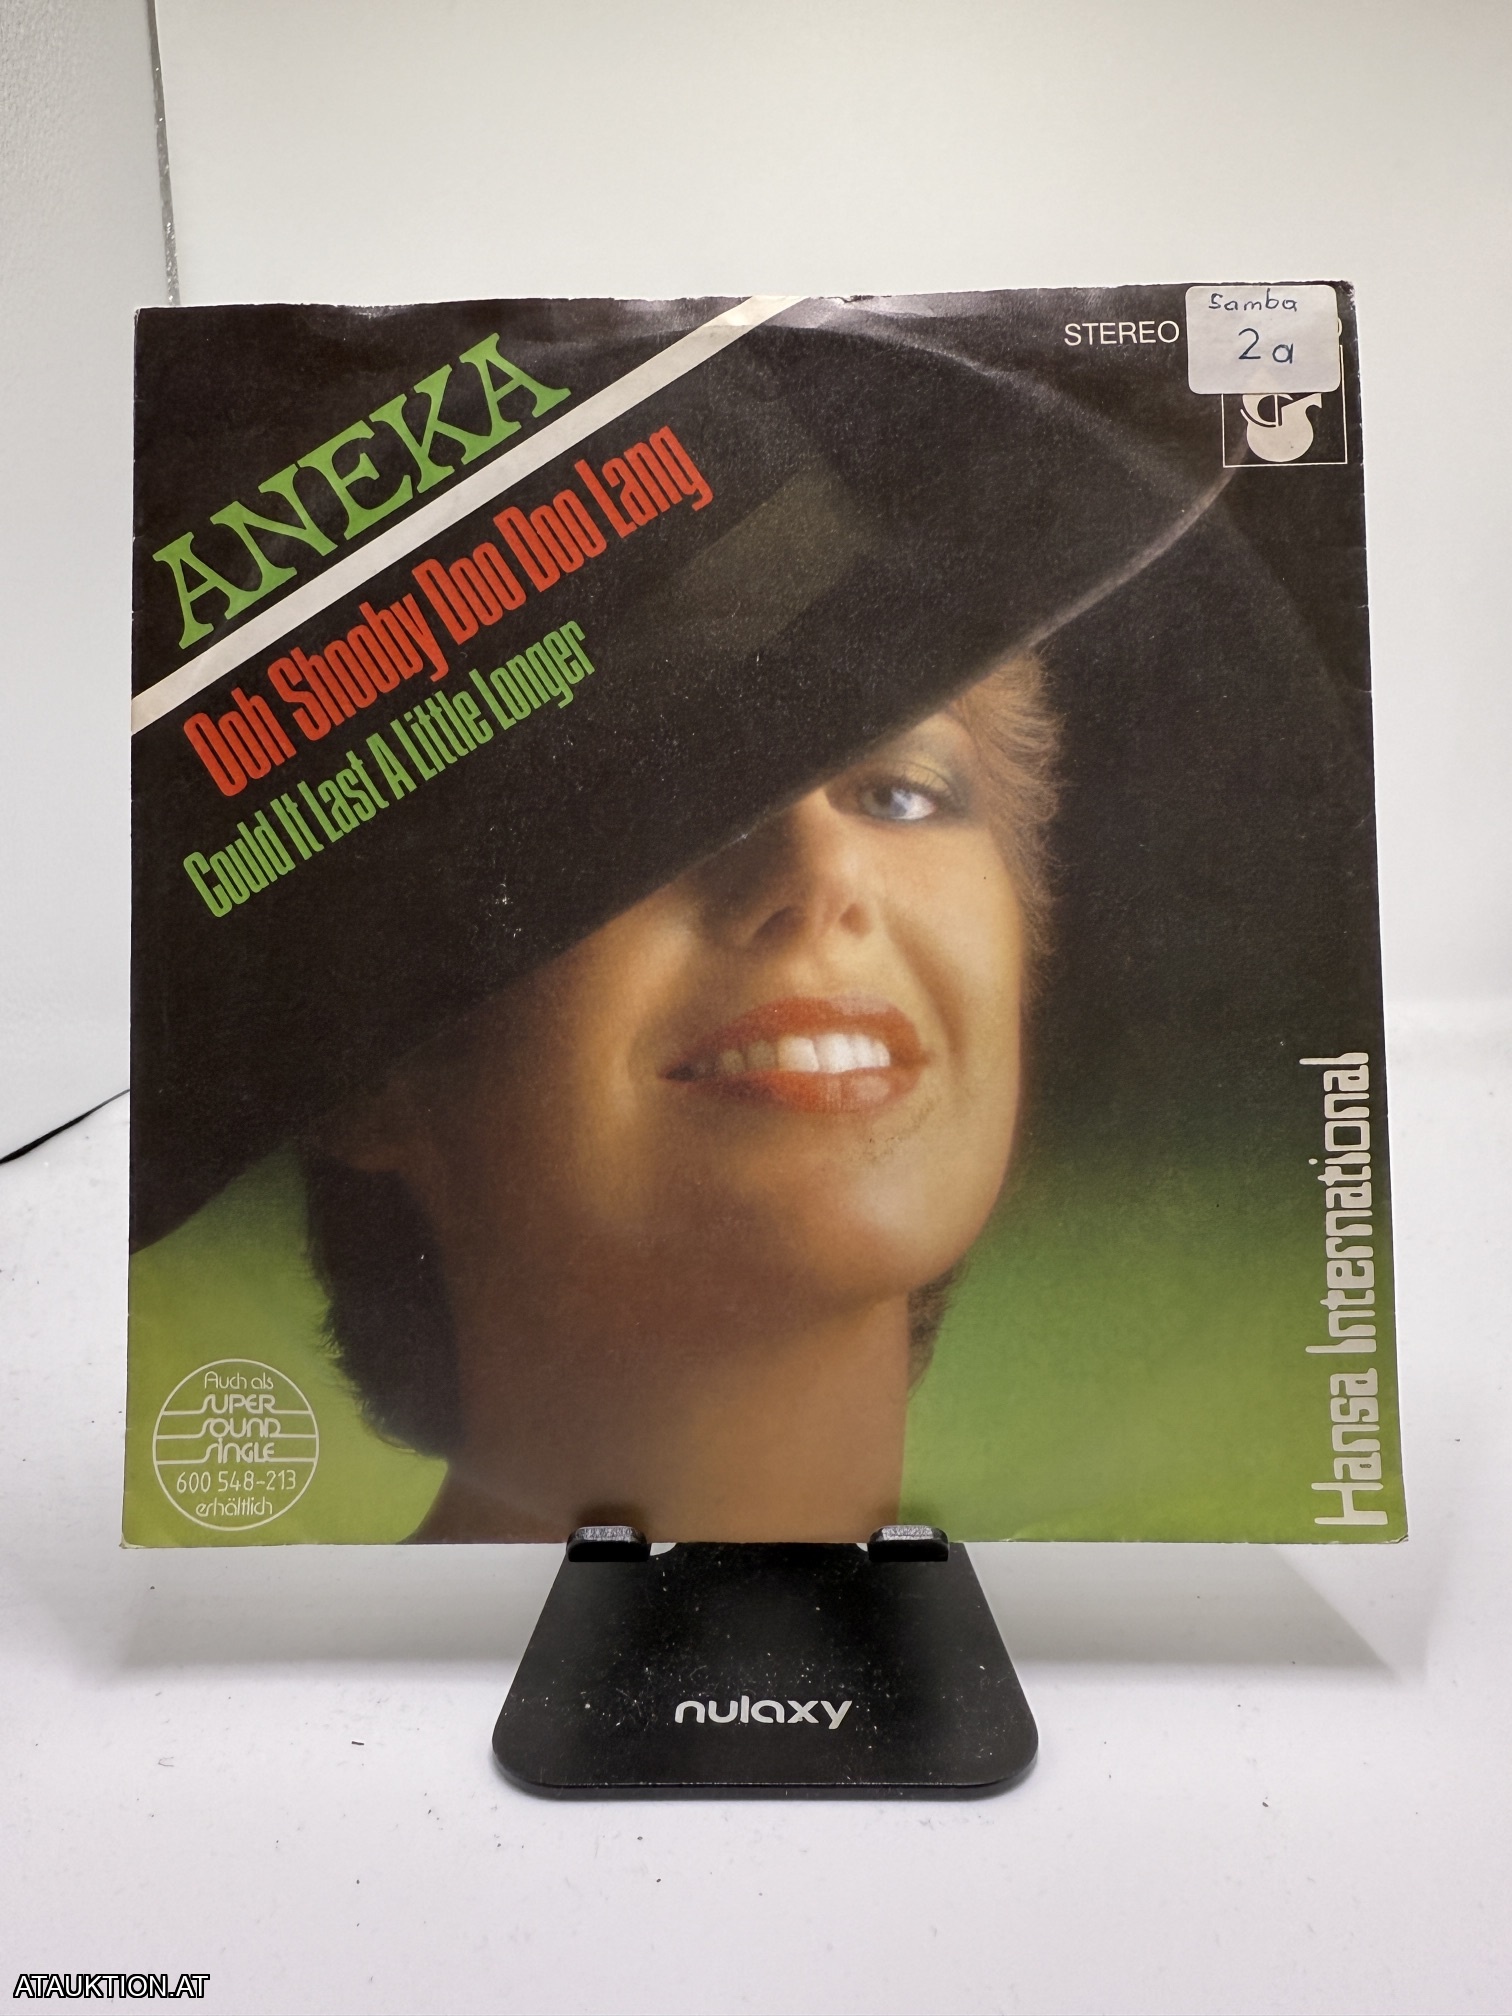 ANEKA
Ooh Shooby Doo Doo Lang
Could It Last A Little Longer
STEREO
Samba
2a
Hansa International
Auch als
SUPER
SOUND
SINGLE
600 548-213
erhältlich
nulaxy
ATAUKTION.AT